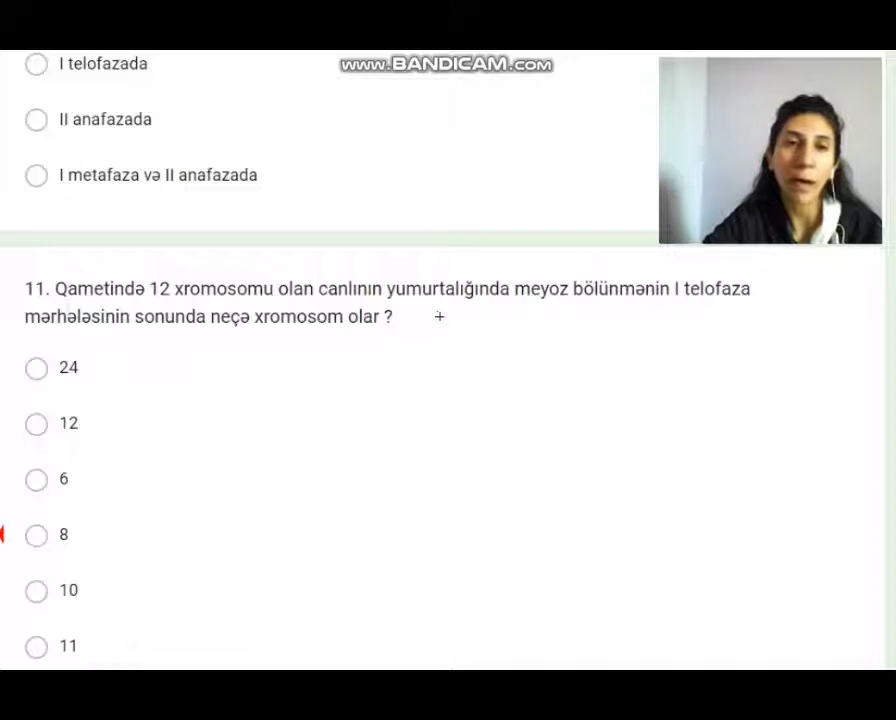 I telofazada
www.BANDICAM.com
II anafazada
I metafaza və II anafazada
11. Qametində 12 xromosomu olan canlının yumurtalığında meyoz bölünmənin I telofaza
mərhələsinin sonunda neçə xromosom olar ?
24
12
6
8
10
11